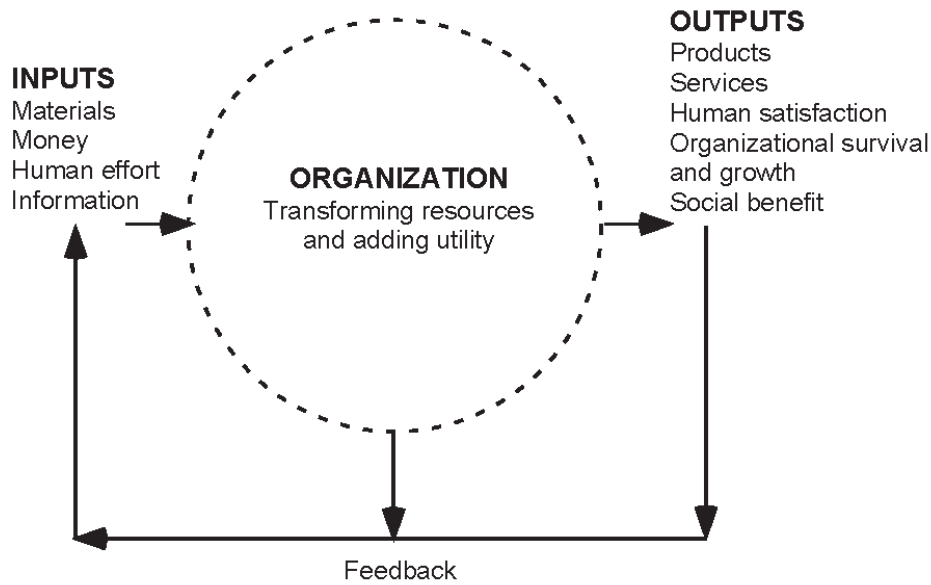 INPUTS
Materials
Money
Human effort
Information
ORGANIZATION
Transforming resources
and adding utility
OUTPUTS
Products
Services
Human satisfaction
Organizational survival
and growth
Social benefit
Feedback